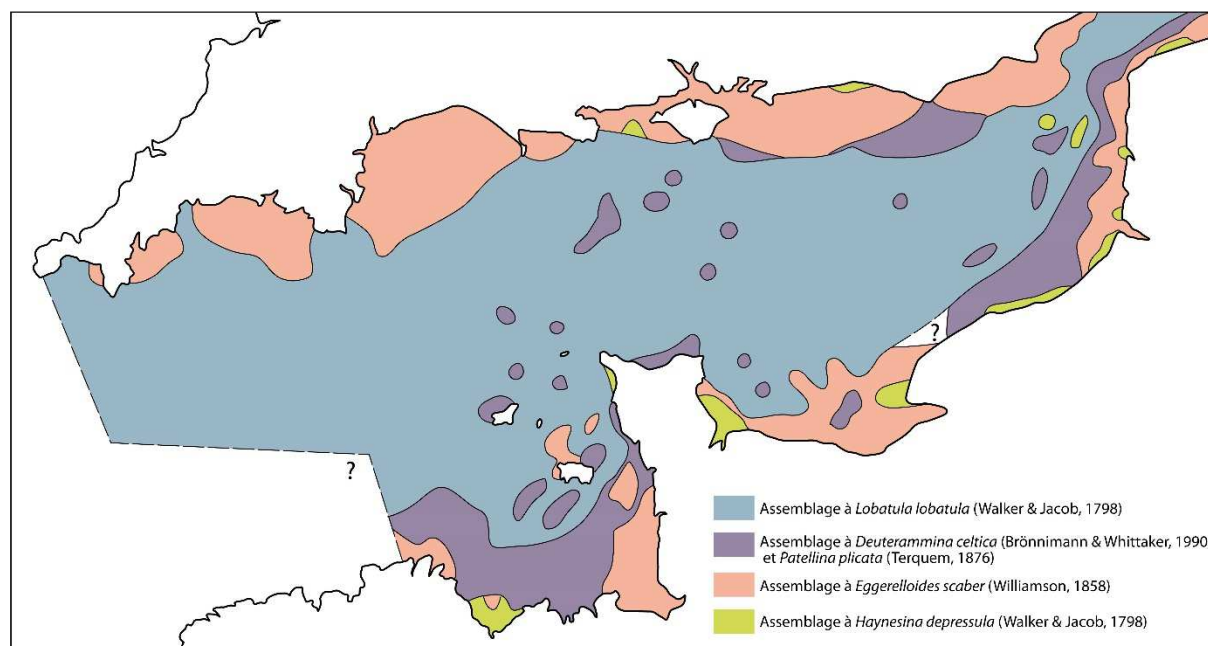 ?
?
Assemblage à Lobatula lobatula (Walker & Jacob, 1798)
Assemblage à Deuterammina celtica (Brönnimann & Whittaker, 1990
et Patellina plicata (Terquem, 1876)
Assemblage à Eggerelloides scaber (Williamson, 1858)
Assemblage à Haynesina depressula (Walker & Jacob, 1798)